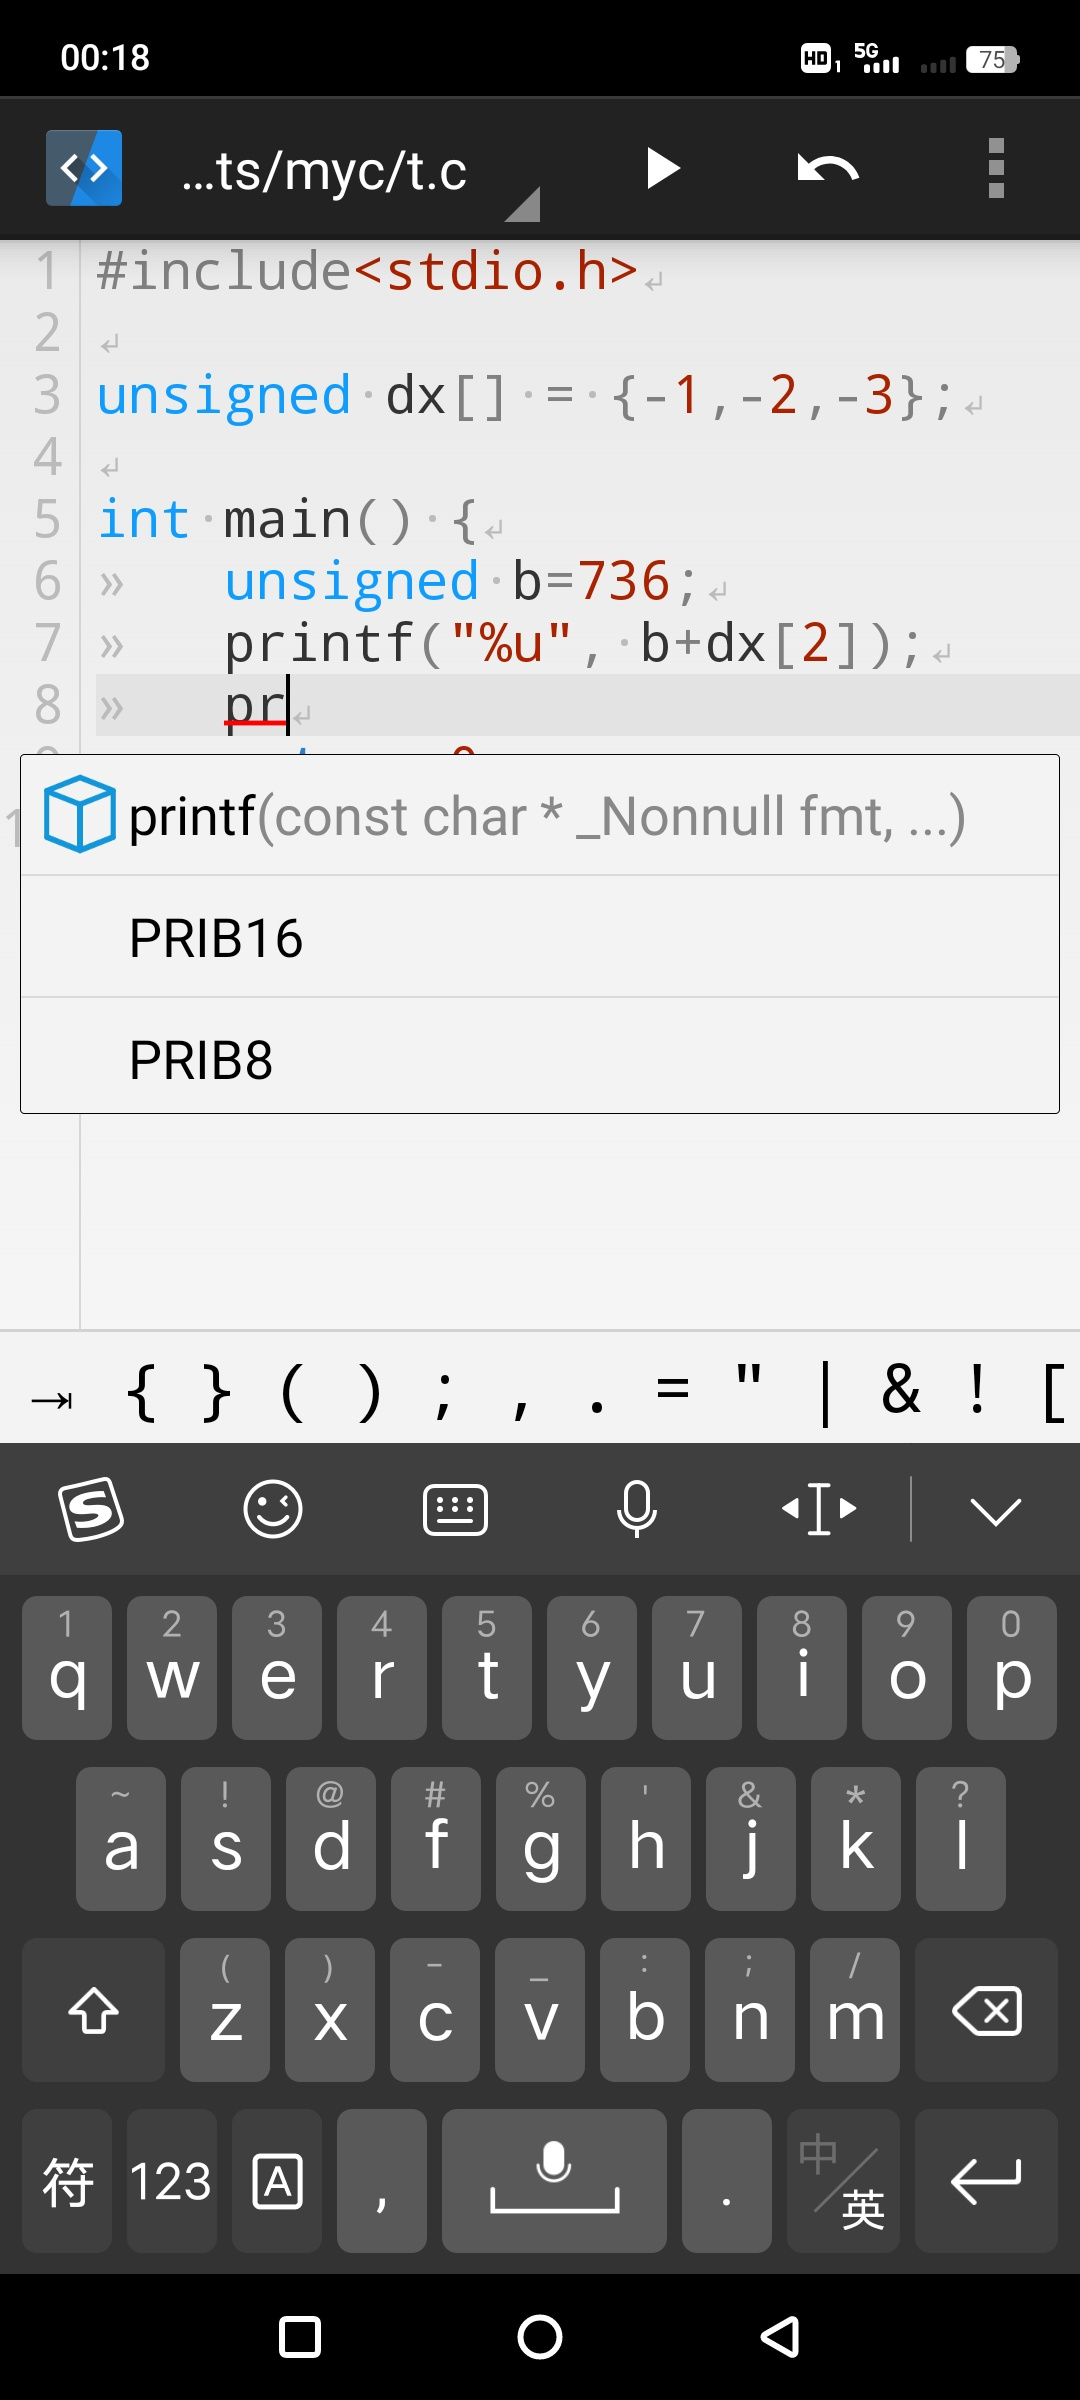 00:18
HD 1 5G 75
...ts/myc/t.c
1 #include<stdio.h>
2
3 unsigned dx[] = {-1,-2,-3};
4
5 int main() {
6 » unsigned b=736;
7 » printf("%u", b+dx[2]);
8 » pr
printf(const char * _Nonnull fmt, ...)
PRIB16
PRIB8
→ { } ( ) ; , . = " | & ! [
1 2 3 4 5 6 7 8 9 0
q w e r t y u i o p
~ ! @ # % ' & * ?
a s d f g h j k l
( ) - _ : ; /
z x c v b n m
符 123 A , . 中/英